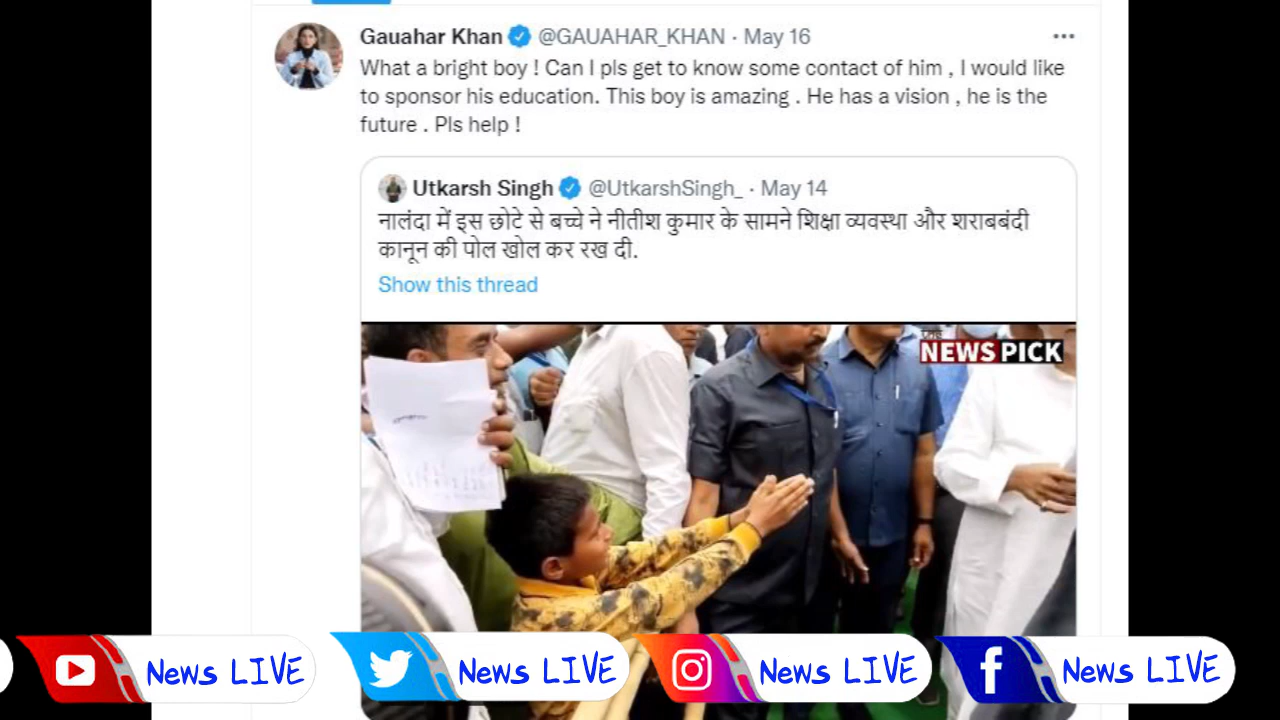 Gauahar Khan @GAUAHAR_KHAN · May 16
What a bright boy ! Can I pls get to know some contact of him , I would like
to sponsor his education. This boy is amazing . He has a vision , he is the
future . Pls help !
Utkarsh Singh @UtkarshSingh_ · May 14
नालंदा में इस छोटे से बच्चे ने नीतीश कुमार के सामने शिक्षा व्यवस्था और शराबबंदी
कानून की पोल खोल कर रख दी.
Show this thread
NEWS PICK
News LIVE
News LIVE
News LIVE
News LIVE